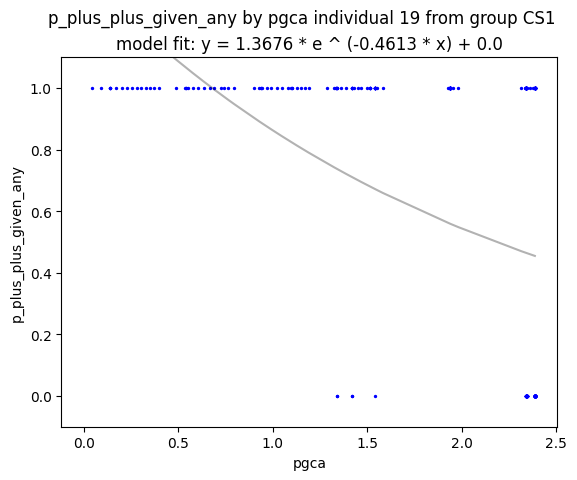 p_plus_plus_given_any by pgca individual 19 from group CS1
model fit: y = 1.3676 * e ^ (-0.4613 * x) + 0.0
1.0
0.8
0.6
0.4
0.2
0.0
p_plus_plus_given_any
0.0 0.5 1.0 1.5 2.0 2.5
pgca